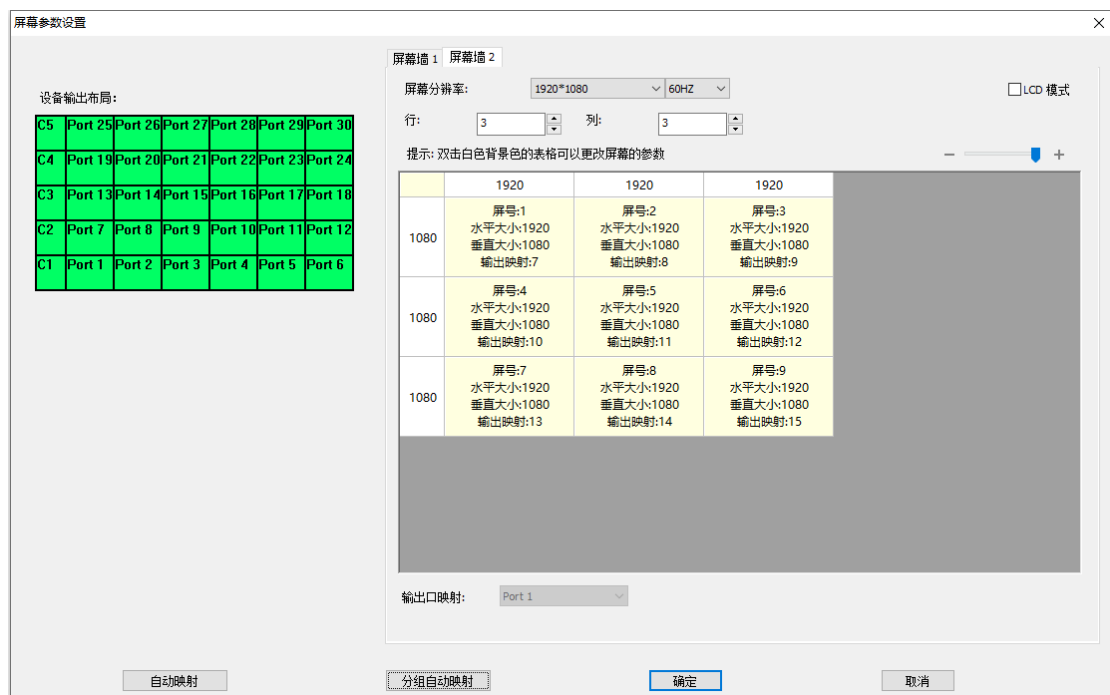 屏幕参数设置
屏幕墙 1 屏幕墙 2
屏幕分辨率: 1920*1080 60HZ LCD 模式
设备输出布局:
行: 3 列: 3
提示: 双击白色背景色的表格可以更改屏幕的参数
C5 Port 25 Port 26 Port 27 Port 28 Port 29 Port 30
C4 Port 19 Port 20 Port 21 Port 22 Port 23 Port 24
C3 Port 13 Port 14 Port 15 Port 16 Port 17 Port 18
C2 Port 7 Port 8 Port 9 Port 10 Port 11 Port 12
C1 Port 1 Port 2 Port 3 Port 4 Port 5 Port 6
1920 1920 1920
1080
屏号:1
水平大小:1920
垂直大小:1080
输出映射:7
屏号:2
水平大小:1920
垂直大小:1080
输出映射:8
屏号:3
水平大小:1920
垂直大小:1080
输出映射:9
1080
屏号:4
水平大小:1920
垂直大小:1080
输出映射:10
屏号:5
水平大小:1920
垂直大小:1080
输出映射:11
屏号:6
水平大小:1920
垂直大小:1080
输出映射:12
1080
屏号:7
水平大小:1920
垂直大小:1080
输出映射:13
屏号:8
水平大小:1920
垂直大小:1080
输出映射:14
屏号:9
水平大小:1920
垂直大小:1080
输出映射:15
输出口映射: Port 1
自动映射 分组自动映射 确定 取消